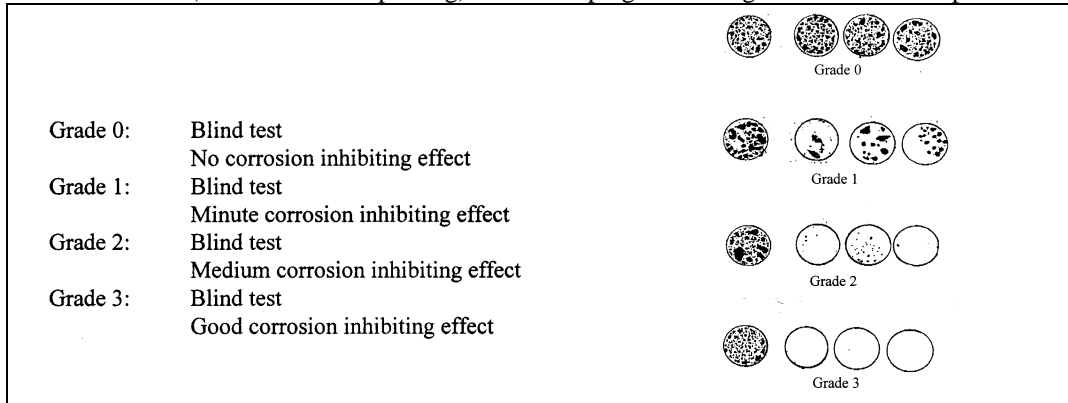 Grade 0: Blind test
No corrosion inhibiting effect
Grade 1: Blind test
Minute corrosion inhibiting effect
Grade 2: Blind test
Medium corrosion inhibiting effect
Grade 3: Blind test
Good corrosion inhibiting effect
Grade 0
Grade 1
Grade 2
Grade 3